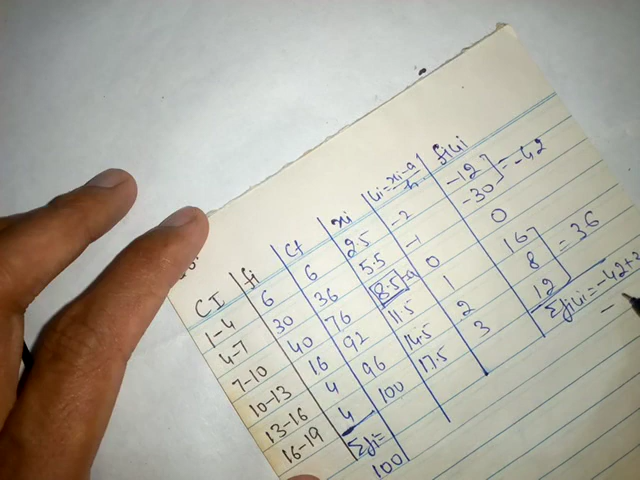 CI fi Cf xi ui = xi-a/h fiui
1-4 6 6 2.5 -2 -12
4-7 30 36 5.5 -1 -30 = -42
7-10 40 76 8.5 = a 0 0
10-13 16 92 11.5 1 16
13-16 4 96 14.5 2 8 = 36
16-19 4 100 17.5 3 12
Σfi = 100 Σfiui = -42+3